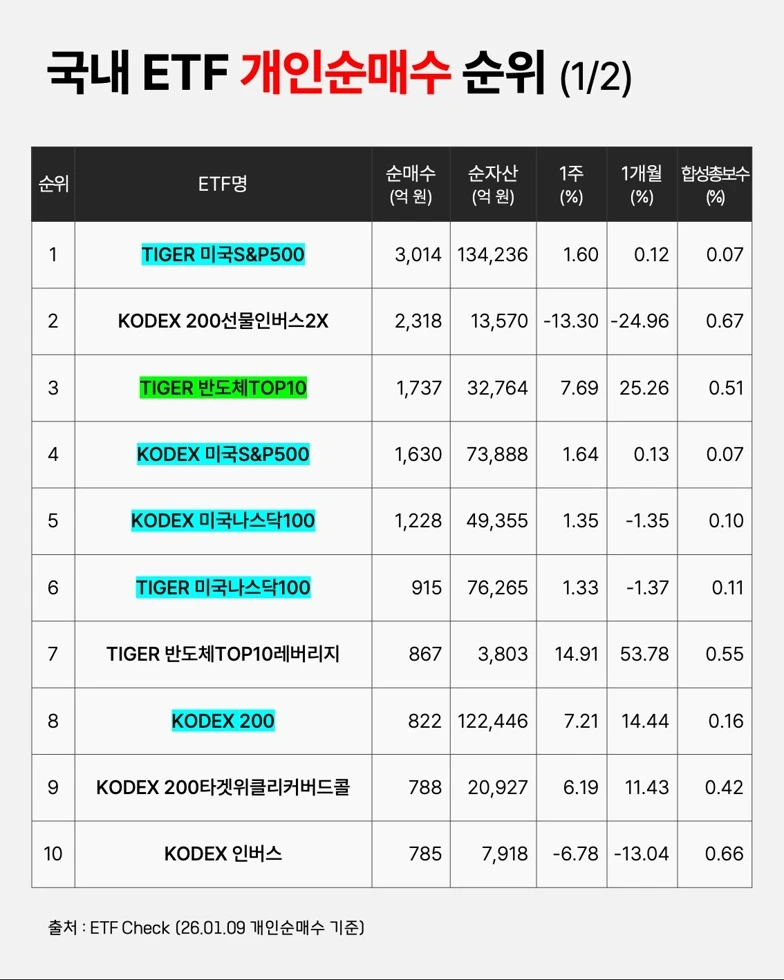 국내 ETF 개인순매수 순위 (1/2)
순위 ETF명 순매수 (억 원) 순자산 (억 원) 1주 (%) 1개월 (%) 합성총보수 (%)
1 TIGER 미국S&P500 3,014 134,236 1.60 0.12 0.07
2 KODEX 200선물인버스2X 2,318 13,570 -13.30 -24.96 0.67
3 TIGER 반도체TOP10 1,737 32,764 7.69 25.26 0.51
4 KODEX 미국S&P500 1,630 73,888 1.64 0.13 0.07
5 KODEX 미국나스닥100 1,228 49,355 1.35 -1.35 0.10
6 TIGER 미국나스닥100 915 76,265 1.33 -1.37 0.11
7 TIGER 반도체TOP10레버리지 867 3,803 14.91 53.78 0.55
8 KODEX 200 822 122,446 7.21 14.44 0.16
9 KODEX 200타겟위클리커버드콜 788 20,927 6.19 11.43 0.42
10 KODEX 인버스 785 7,918 -6.78 -13.04 0.66
출처 : ETF Check (26.01.09 개인순매수 기준)